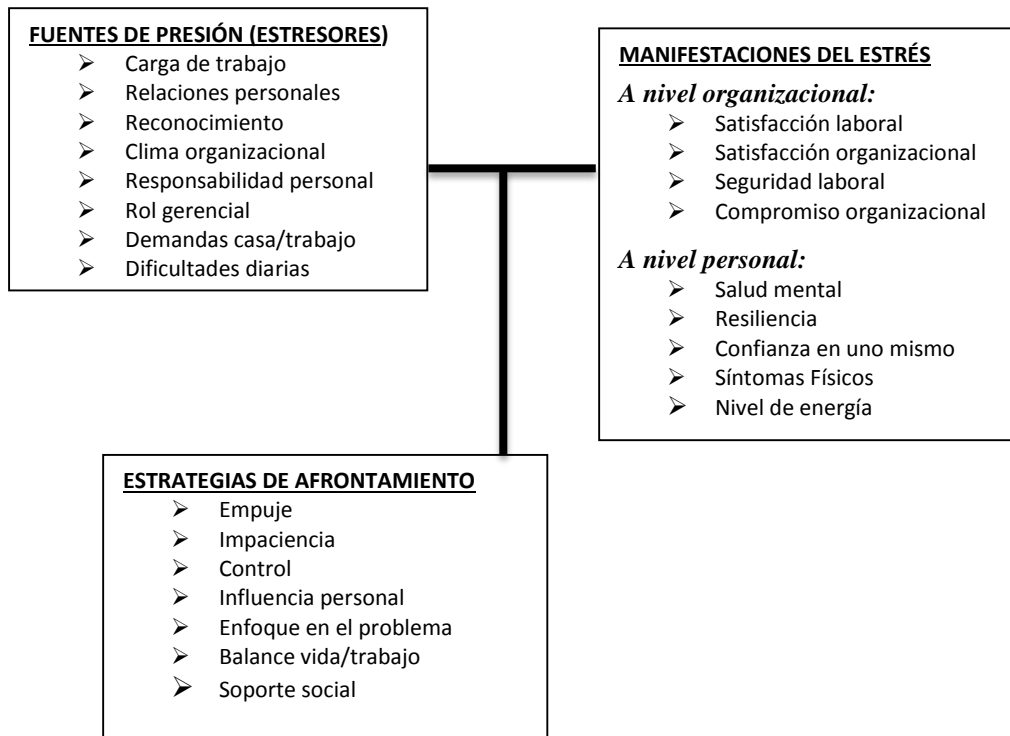 FUENTES DE PRESIÓN (ESTRESORES)
➢ Carga de trabajo
➢ Relaciones personales
➢ Reconocimiento
➢ Clima organizacional
➢ Responsabilidad personal
➢ Rol gerencial
➢ Demandas casa/trabajo
➢ Dificultades diarias
MANIFESTACIONES DEL ESTRÉS
A nivel organizacional:
➢ Satisfacción laboral
➢ Satisfacción organizacional
➢ Seguridad laboral
➢ Compromiso organizacional
A nivel personal:
➢ Salud mental
➢ Resiliencia
➢ Confianza en uno mismo
➢ Síntomas Físicos
➢ Nivel de energía
ESTRATEGIAS DE AFRONTAMIENTO
➢ Empuje
➢ Impaciencia
➢ Control
➢ Influencia personal
➢ Enfoque en el problema
➢ Balance vida/trabajo
➢ Soporte social